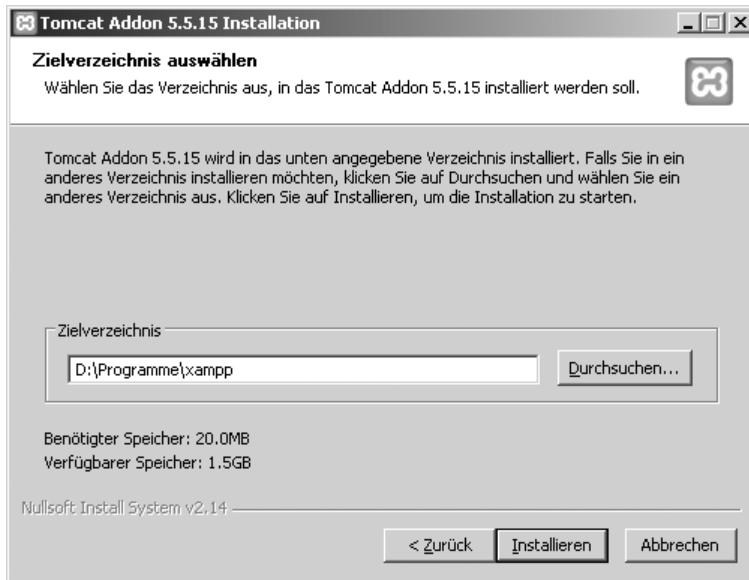 Tomcat Addon 5.5.15 Installation
Zielverzeichnis auswählen
Wählen Sie das Verzeichnis aus, in das Tomcat Addon 5.5.15 installiert werden soll.
Tomcat Addon 5.5.15 wird in das unten angegebene Verzeichnis installiert. Falls Sie in ein
anderes Verzeichnis installieren möchten, klicken Sie auf Durchsuchen und wählen Sie ein
anderes Verzeichnis aus. Klicken Sie auf Installieren, um die Installation zu starten.
Zielverzeichnis
D:\Programme\xampp
Durchsuchen...
Benötigter Speicher: 20.0MB
Verfügbarer Speicher: 1.5GB
Nullsoft Install System v2.14
< Zurück
Installieren
Abbrechen